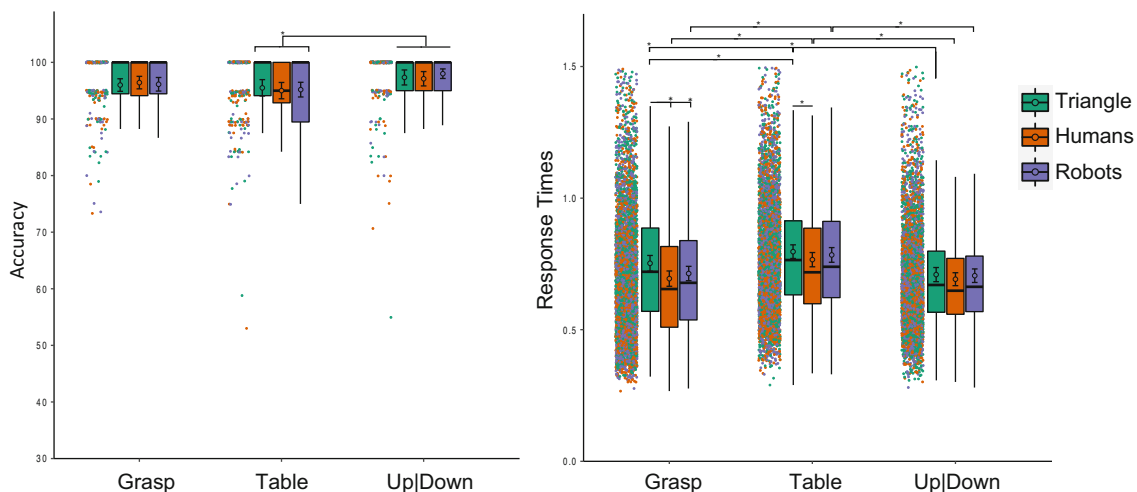 Accuracy
100
90
80
70
60
50
40
30
Grasp
Table
Up|Down
*
Response Times
1.5
1.0
0.5
0.0
Grasp
Table
Up|Down
* *
* *
* * *
*
* *
*
Triangle
Humans
Robots